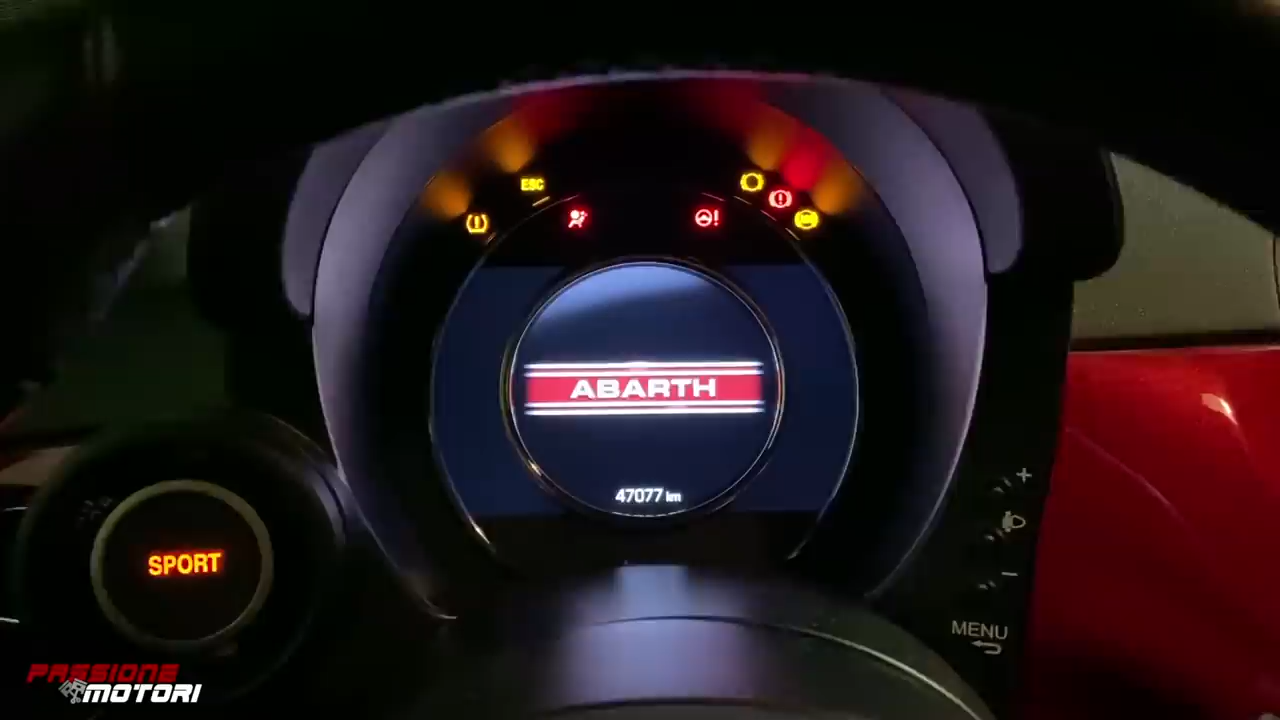 ESC
ABARTH
47077 km
SPORT
+
-
MENU
PASSIONE
MOTORI